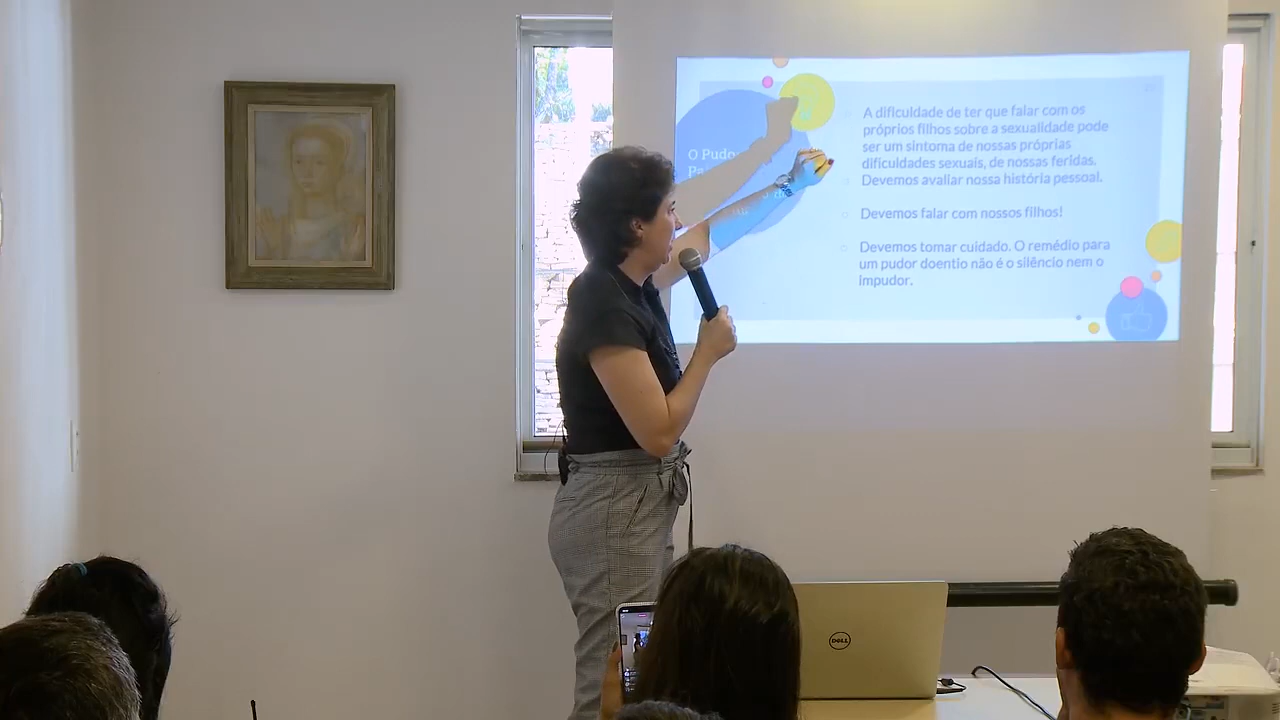 O Pudo
A dificuldade de ter que falar com os
próprios filhos sobre a sexualidade pode
ser um sintoma de nossas próprias
dificuldades sexuais, de nossas feridas.
Devemos avaliar nossa história pessoal.
Devemos falar com nossos filhos!
Devemos tomar cuidado. O remédio para
um pudor doentio não é o silêncio nem o
impudor.
DELL